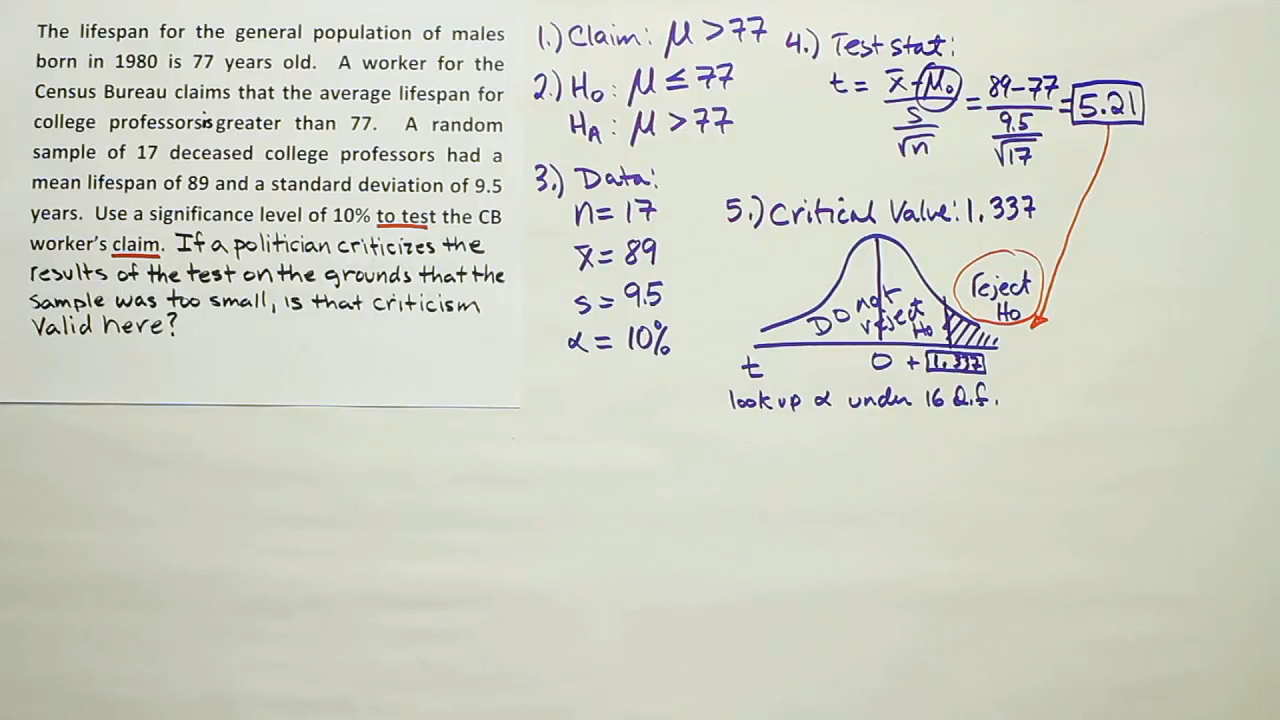 The lifespan for the general population of males
born in 1980 is 77 years old. A worker for the
Census Bureau claims that the average lifespan for
college professors is greater than 77. A random
sample of 17 deceased college professors had a
mean lifespan of 89 and a standard deviation of 9.5
years. Use a significance level of 10% to test the CB
worker's claim. If a politician criticizes the
results of the test on the grounds that the
sample was too small, is that criticism
valid here?
1.) Claim: μ > 77
2.) H₀: μ ≤ 77
H_A: μ > 77
3.) Data:
n = 17
x̄ = 89
s = 9.5
α = 10%
4.) Test stat:
t = (x̄ - μ₀)/(s/√n) = (89-77)/(9.5/√17) = 5.21
5.) Critical Value: 1.337
Do not reject H₀
reject
H₀
0 + 1.337
t
look up α under 16 d.f.